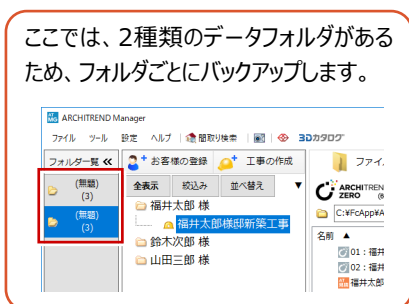 ここでは、2種類のデータフォルダがある
ため、フォルダごとにバックアップします。
ARCHITREND Manager
ファイル ツール 設定 ヘルプ 間取り検索 3Dカタログ
フォルダ一覧 お客様の登録 工事の作成 ファイ
(無題)
(3)
(無題)
(3)
全表示 絞込み 並べ替え ▼
福井太郎 様
福井太郎様邸新築工事
鈴木次郎 様
山田三郎 様
ARCHITREN
ZERO
C:¥FcApp¥A
名前 ▲
01:福井
02:福井
福井太郎